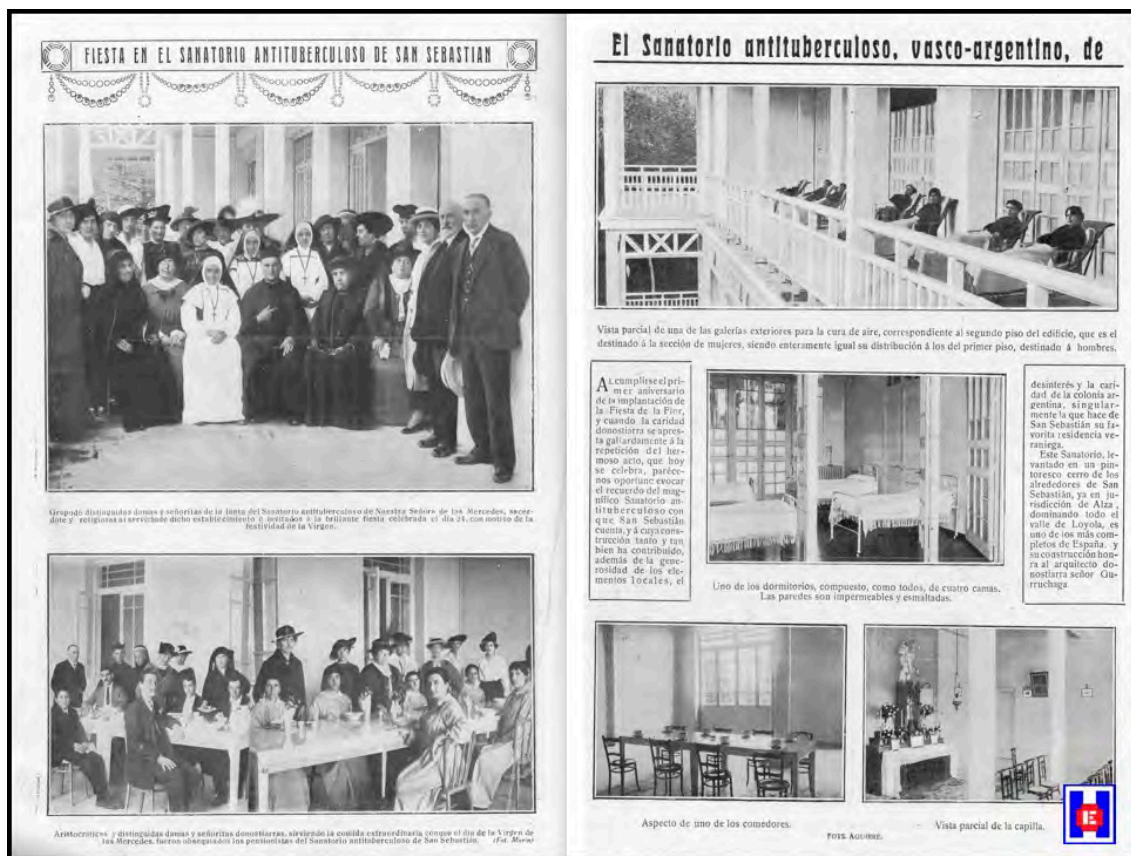 FIESTA EN EL SANATORIO ANTITUBERCULOSO DE SAN SEBASTIAN
Grupo de distinguidas damas y señoritas de la Junta del Sanatorio antituberculoso de Nuestra Señora de las Mercedes, sacer-
dote y religiosas al servicio de dicho establecimiento é invitados á la brillante fiesta celebrada el día 24, con motivo de la
festividad de la Virgen.
Aristocráticas y distinguidas damas y señoritas donostiarras, sirviendo la comida extraordinaria conque el día de la Virgen de
las Mercedes, fueron obsequiados los pensionistas del Sanatorio antituberculoso de San Sebastián. (Fot. Marín)
El Sanatorio antituberculoso, vasco-argentino, de
Vista parcial de una de las galerías exteriores para la cura de aire, correspondiente al segundo piso del edificio, que es el
destinado á la sección de mujeres, siendo enteramente igual su distribución á los del primer piso, destinado á hombres.
AL cumplirse el pri-
mer aniversario
de la implantación de
la Fiesta de la Flor,
y cuando la caridad
donostiarra se apres-
ta gallardamente á la
repetición del her-
moso acto, que hoy
se celebra, paréce-
nos oportuno evocar
el recuerdo del mag-
nífico Sanatorio an-
tituberculoso con
que San Sebastián
cuenta, y á cuya cons-
trucción tanto y tan
bien ha contribuído,
además de la gene-
rosidad de los ele-
mentos locales, el
desinterés y la cari-
dad de la colonia ar-
gentina, singular-
mente la que hace de
San Sebastián su fa-
vorita residencia ve-
raniega.
Este Sanatorio, le-
vantado en un pin-
toresco cerro de los
alrededores de San
Sebastián, ya en ju-
risdicción de Alza,
dominando todo el
valle de Loyola, es
uno de los más com-
pletos de España, y
su construcción hon-
ra al arquitecto do-
nostiarra señor Gu-
rruchaga
Uno de los dormitorios, compuesto, como todos, de cuatro camas.
Las paredes son impermeables y esmaltadas.
Aspecto de uno de los comedores.
FOTS. AGUIRRE.
Vista parcial de la capilla.
H
E